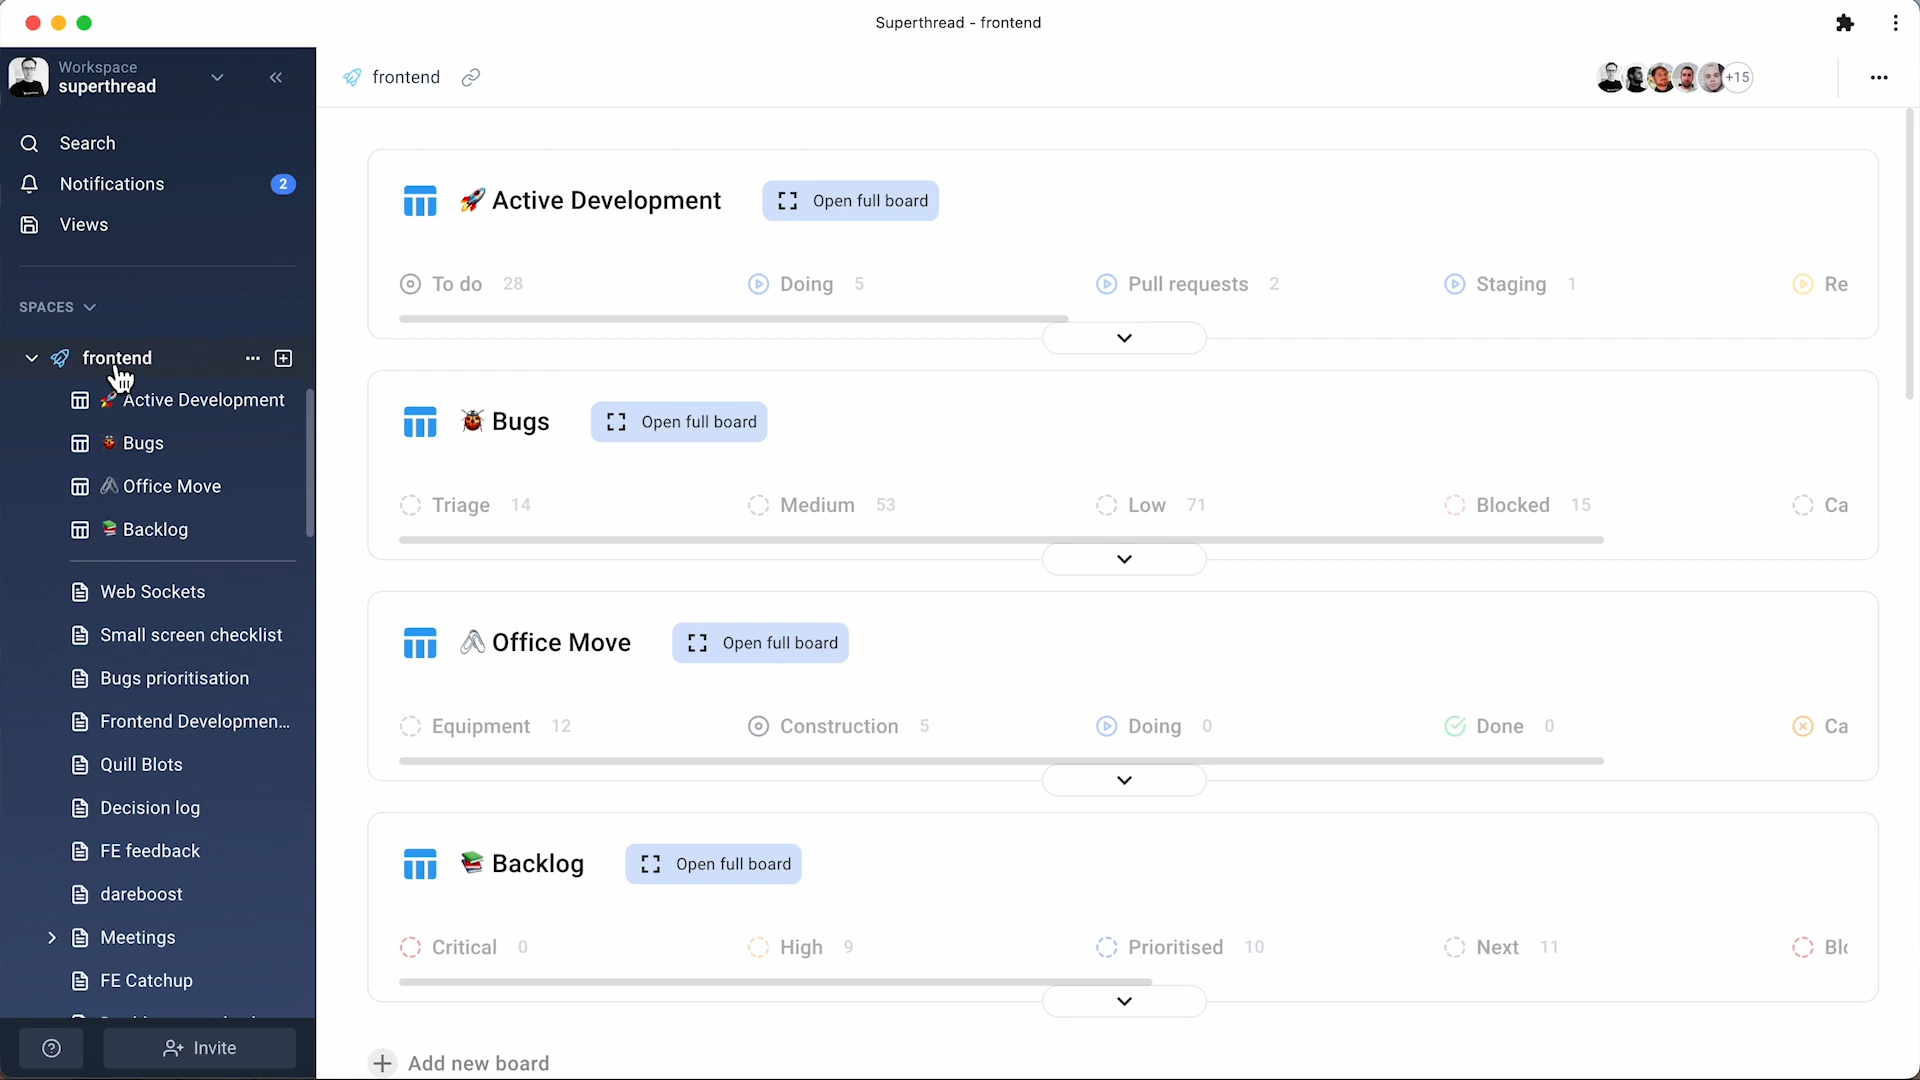 Superthread - frontend
Workspace
superthread
Search
Notifications 2
Views
SPACES
frontend
Active Development
Bugs
Office Move
Backlog
Web Sockets
Small screen checklist
Bugs prioritisation
Frontend Developmen...
Quill Blots
Decision log
FE feedback
dareboost
Meetings
FE Catchup
Invite
frontend
+15
Active Development Open full board
To do 28 Doing 5 Pull requests 2 Staging 1 Re
Bugs Open full board
Triage 14 Medium 53 Low 71 Blocked 15 Ca
Office Move Open full board
Equipment 12 Construction 5 Doing 0 Done 0 Ca
Backlog Open full board
Critical 0 High 9 Prioritised 10 Next 11 Blo
Add new board